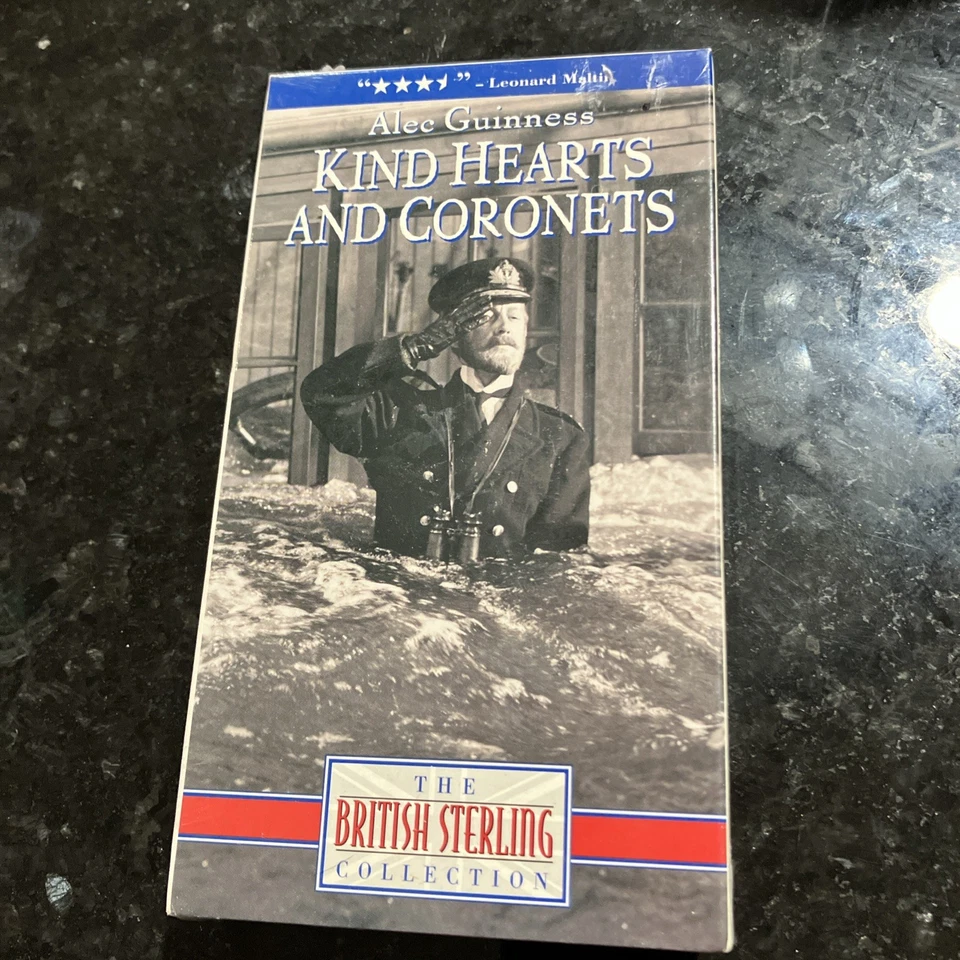 “★★★½” – Leonard Maltin
Alec Guinness
KIND HEARTS
AND CORONETS
THE
BRITISH STERLING
COLLECTION